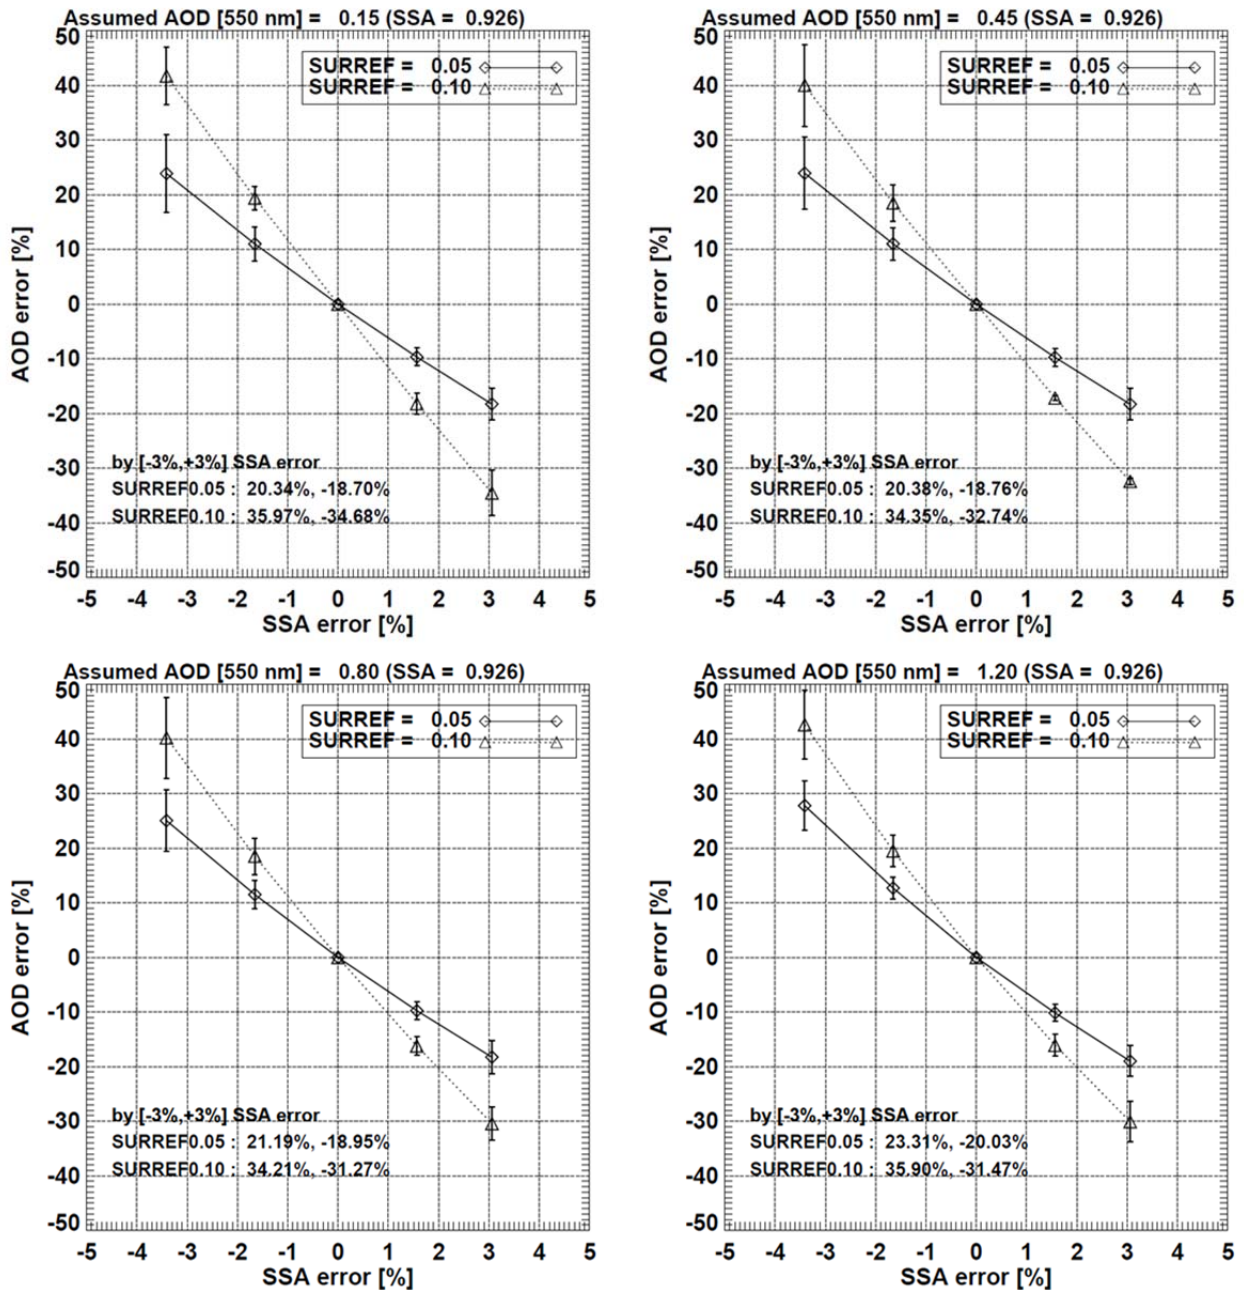 Assumed AOD [550 nm] = 0.15 (SSA = 0.926)
50
40
30
20
10
0
-10
-20
-30
-40
-50
AOD error [%]
SURREF = 0.05
SURREF = 0.10
by [-3%,+3%] SSA error
SURREF0.05 : 20.34%, -18.70%
SURREF0.10 : 35.97%, -34.68%
-5 -4 -3 -2 -1 0 1 2 3 4 5
SSA error [%]
Assumed AOD [550 nm] = 0.45 (SSA = 0.926)
50
40
30
20
10
0
-10
-20
-30
-40
-50
AOD error [%]
SURREF = 0.05
SURREF = 0.10
by [-3%,+3%] SSA error
SURREF0.05 : 20.38%, -18.76%
SURREF0.10 : 34.35%, -32.74%
-5 -4 -3 -2 -1 0 1 2 3 4 5
SSA error [%]
Assumed AOD [550 nm] = 0.80 (SSA = 0.926)
50
40
30
20
10
0
-10
-20
-30
-40
-50
AOD error [%]
SURREF = 0.05
SURREF = 0.10
by [-3%,+3%] SSA error
SURREF0.05 : 21.19%, -18.95%
SURREF0.10 : 34.21%, -31.27%
-5 -4 -3 -2 -1 0 1 2 3 4 5
SSA error [%]
Assumed AOD [550 nm] = 1.20 (SSA = 0.926)
50
40
30
20
10
0
-10
-20
-30
-40
-50
AOD error [%]
SURREF = 0.05
SURREF = 0.10
by [-3%,+3%] SSA error
SURREF0.05 : 23.31%, -20.03%
SURREF0.10 : 35.90%, -31.47%
-5 -4 -3 -2 -1 0 1 2 3 4 5
SSA error [%]